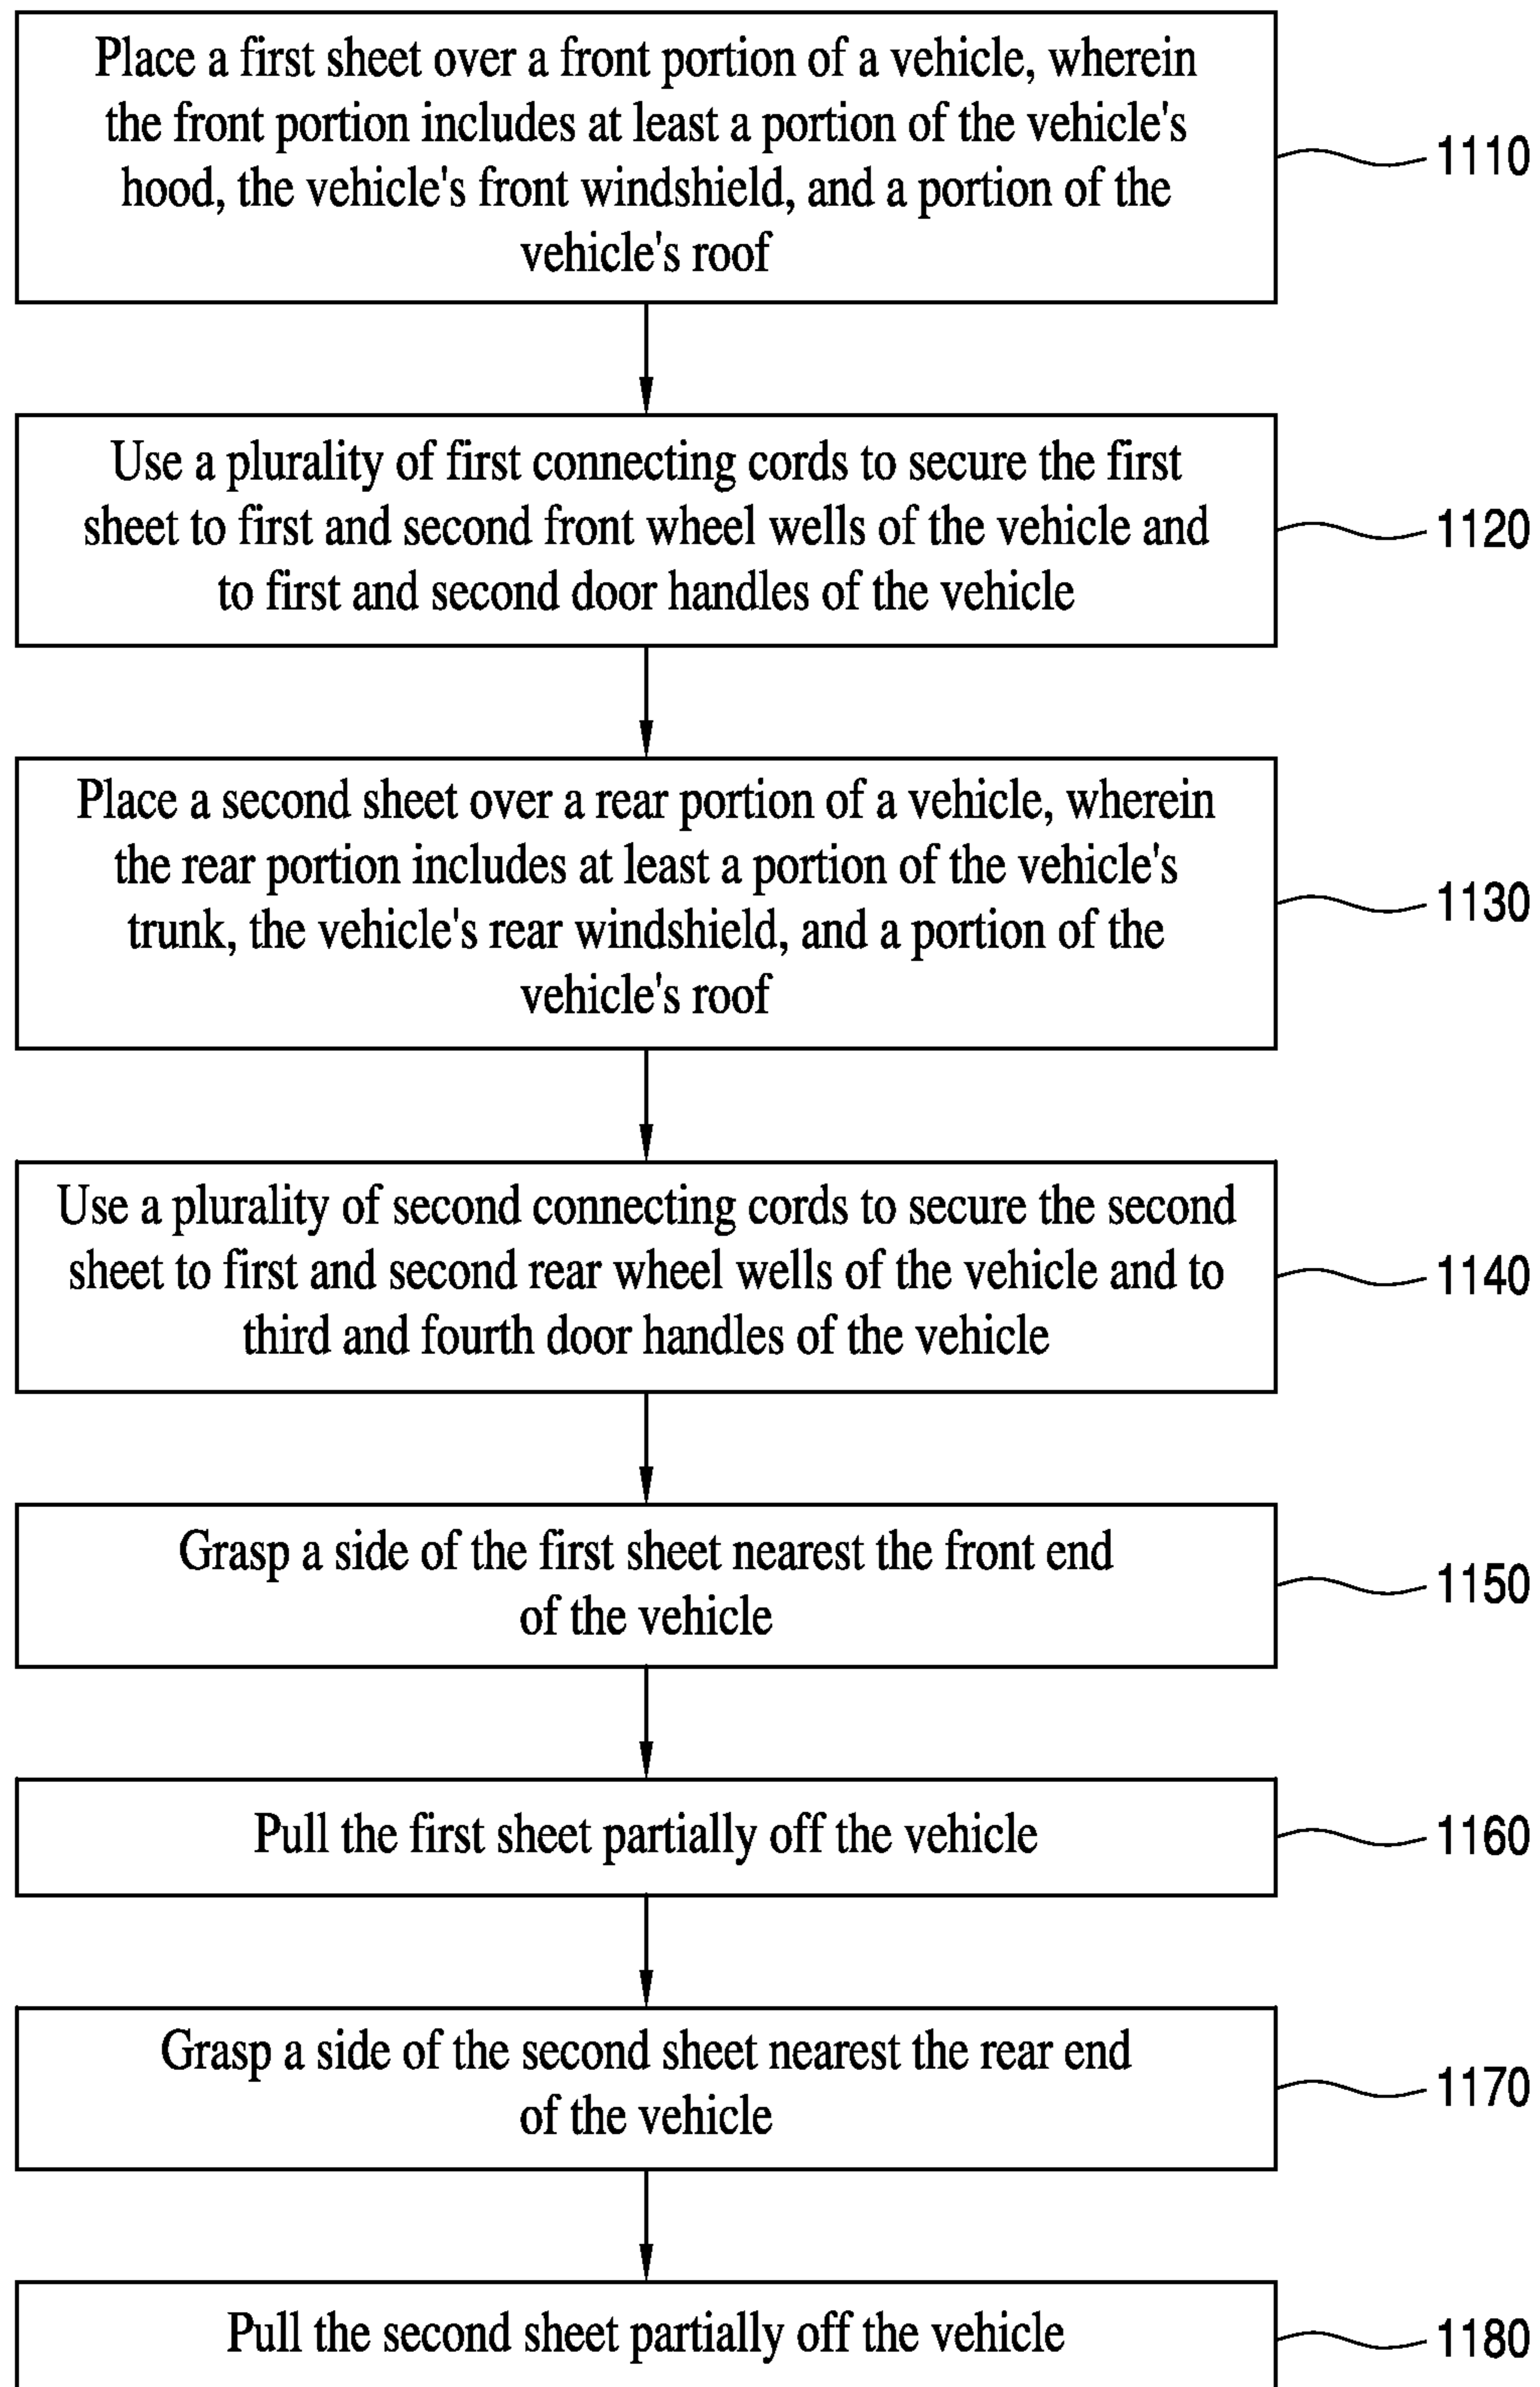 Place a first sheet over a front portion of a vehicle, wherein
the front portion includes at least a portion of the vehicle's
hood, the vehicle's front windshield, and a portion of the
vehicle's roof
1110
Use a plurality of first connecting cords to secure the first
sheet to first and second front wheel wells of the vehicle and
to first and second door handles of the vehicle
1120
Place a second sheet over a rear portion of a vehicle, wherein
the rear portion includes at least a portion of the vehicle's
trunk, the vehicle's rear windshield, and a portion of the
vehicle's roof
1130
Use a plurality of second connecting cords to secure the second
sheet to first and second rear wheel wells of the vehicle and to
third and fourth door handles of the vehicle
1140
Grasp a side of the first sheet nearest the front end
of the vehicle
1150
Pull the first sheet partially off the vehicle
1160
Grasp a side of the second sheet nearest the rear end
of the vehicle
1170
Pull the second sheet partially off the vehicle
1180